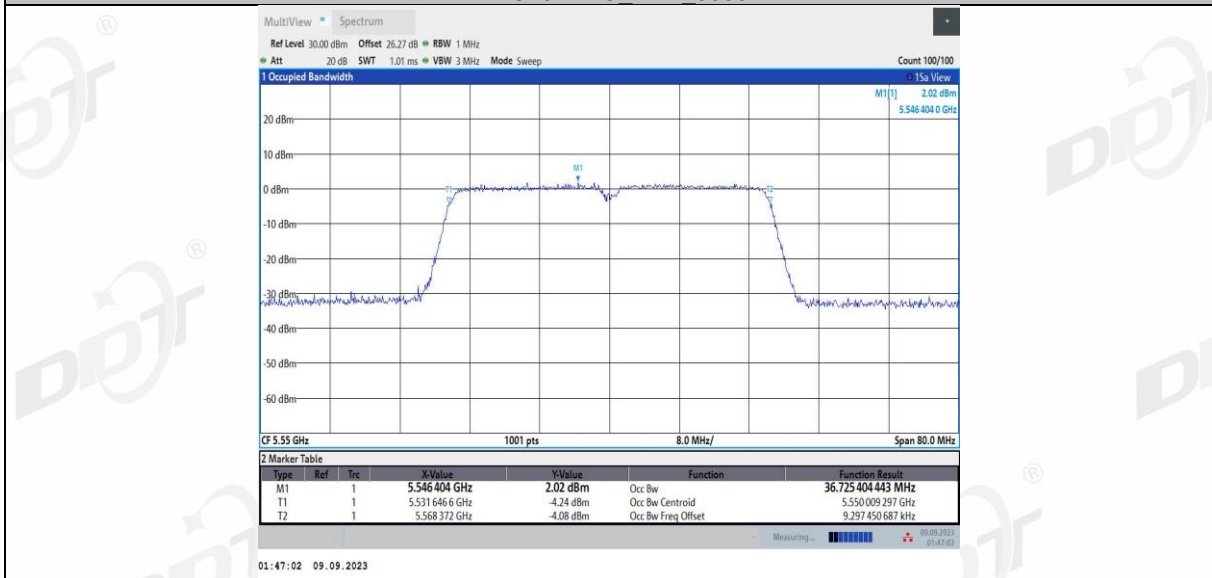 MultiView Spectrum
Ref Level 30.00 dBm Offset 26.27 dB RBW 1 MHz
Att 20 dB SWT 1.01 ms VBW 3 MHz Mode Sweep Count 100/100
1 Occupied Bandwidth 1Sa View
M1[1] 2.02 dBm
5.546 404 0 GHz
20 dBm
10 dBm
M1
0 dBm
T1 T2
-10 dBm
-20 dBm
-30 dBm
-40 dBm
-50 dBm
-60 dBm
CF 5.55 GHz 1001 pts 8.0 MHz/ Span 80.0 MHz
2 Marker Table
Type Ref Trc X-Value Y-Value Function Function Result
M1 1 5.546 404 GHz 2.02 dBm Occ Bw 36.725 404 443 MHz
T1 1 5.531 646 6 GHz -4.24 dBm Occ Bw Centroid 5.550 009 297 GHz
T2 1 5.568 372 GHz -4.08 dBm Occ Bw Freq Offset 9.297 450 687 kHz
Measuring... 09.09.2023
01:47:02
01:47:02 09.09.2023
DDT ®